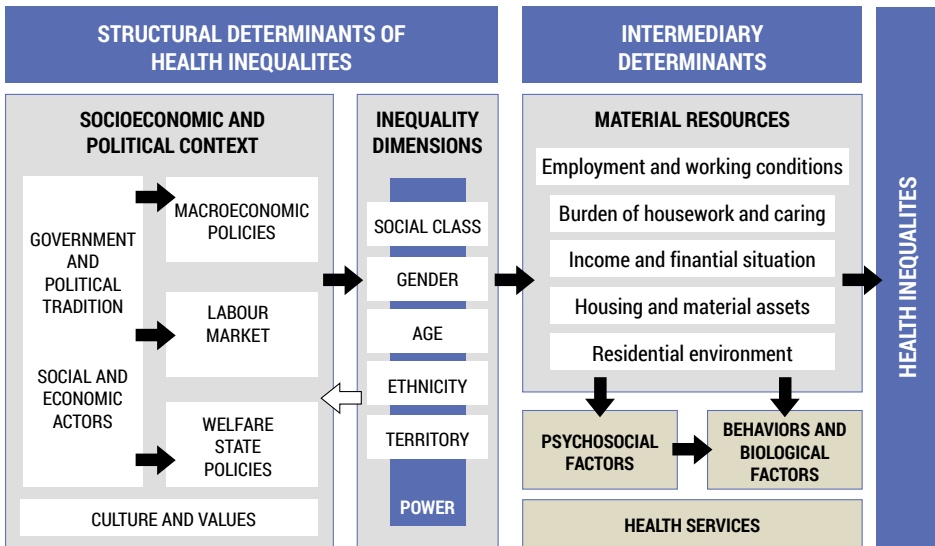 STRUCTURAL DETERMINANTS OF
HEALTH INEQUALITES
INTERMEDIARY
DETERMINANTS
SOCIOECONOMIC AND
POLITICAL CONTEXT
GOVERNMENT
AND
POLITICAL
TRADITION
SOCIAL AND
ECONOMIC
ACTORS
MACROECONOMIC
POLICIES
LABOUR
MARKET
WELFARE
STATE
POLICIES
CULTURE AND VALUES
INEQUALITY
DIMENSIONS
SOCIAL CLASS
GENDER
AGE
ETHNICITY
TERRITORY
POWER
MATERIAL RESOURCES
Employment and working conditions
Burden of housework and caring
Income and finantial situation
Housing and material assets
Residential environment
PSYCHOSOCIAL
FACTORS
BEHAVIORS AND
BIOLOGICAL
FACTORS
HEALTH SERVICES
HEALTH INEQUALITES